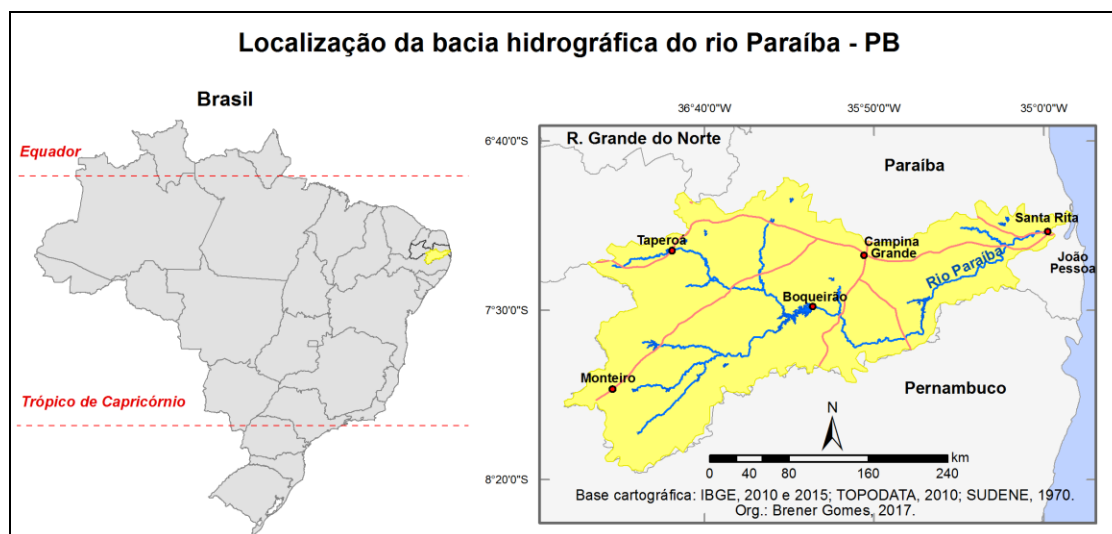 Localização da bacia hidrográfica do rio Paraíba - PB
Brasil
Equador
Trópico de Capricórnio
36°40'0"W
35°50'0"W
35°0'0"W
6°40'0"S
7°30'0"S
8°20'0"S
R. Grande do Norte
Paraíba
Santa Rita
Taperoá
Campina
Grande
João
Pessoa
Rio Paraíba
Boqueirão
Monteiro
Pernambuco
N
km
0 40 80 160 240
Base cartográfica: IBGE, 2010 e 2015; TOPODATA, 2010; SUDENE, 1970.
Org.: Brener Gomes, 2017.